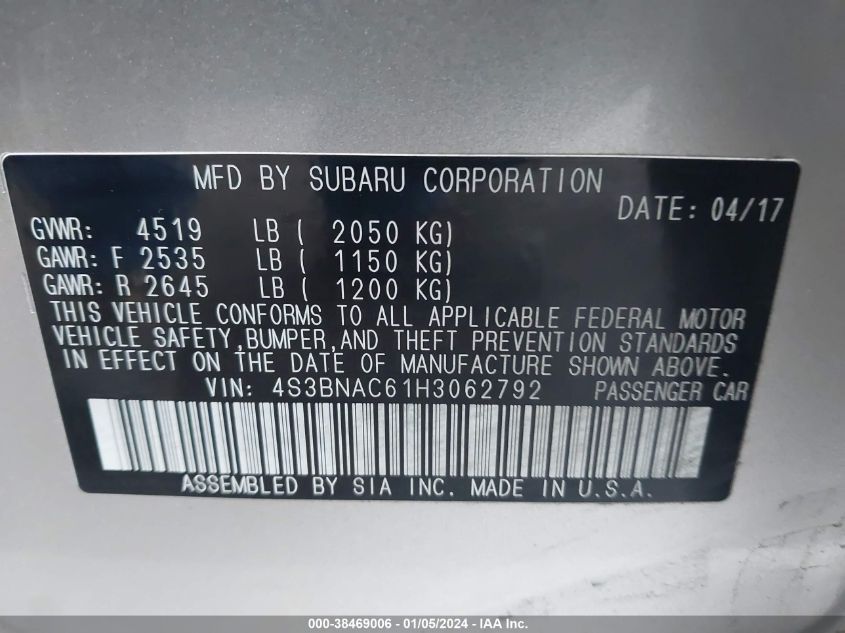 MFD BY SUBARU CORPORATION
DATE: 04/17
GVWR: 4519 LB ( 2050 KG)
GAWR: F 2535 LB ( 1150 KG)
GAWR: R 2645 LB ( 1200 KG)
THIS VEHICLE CONFORMS TO ALL APPLICABLE FEDERAL MOTOR
VEHICLE SAFETY,BUMPER,AND THEFT PREVENTION STANDARDS
IN EFFECT ON THE DATE OF MANUFACTURE SHOWN ABOVE.
VIN: 4S3BNAC61H3062792 PASSENGER CAR
ASSEMBLED BY SIA INC. MADE IN U.S.A.
000-38469006 - 01/05/2024 - IAA Inc.